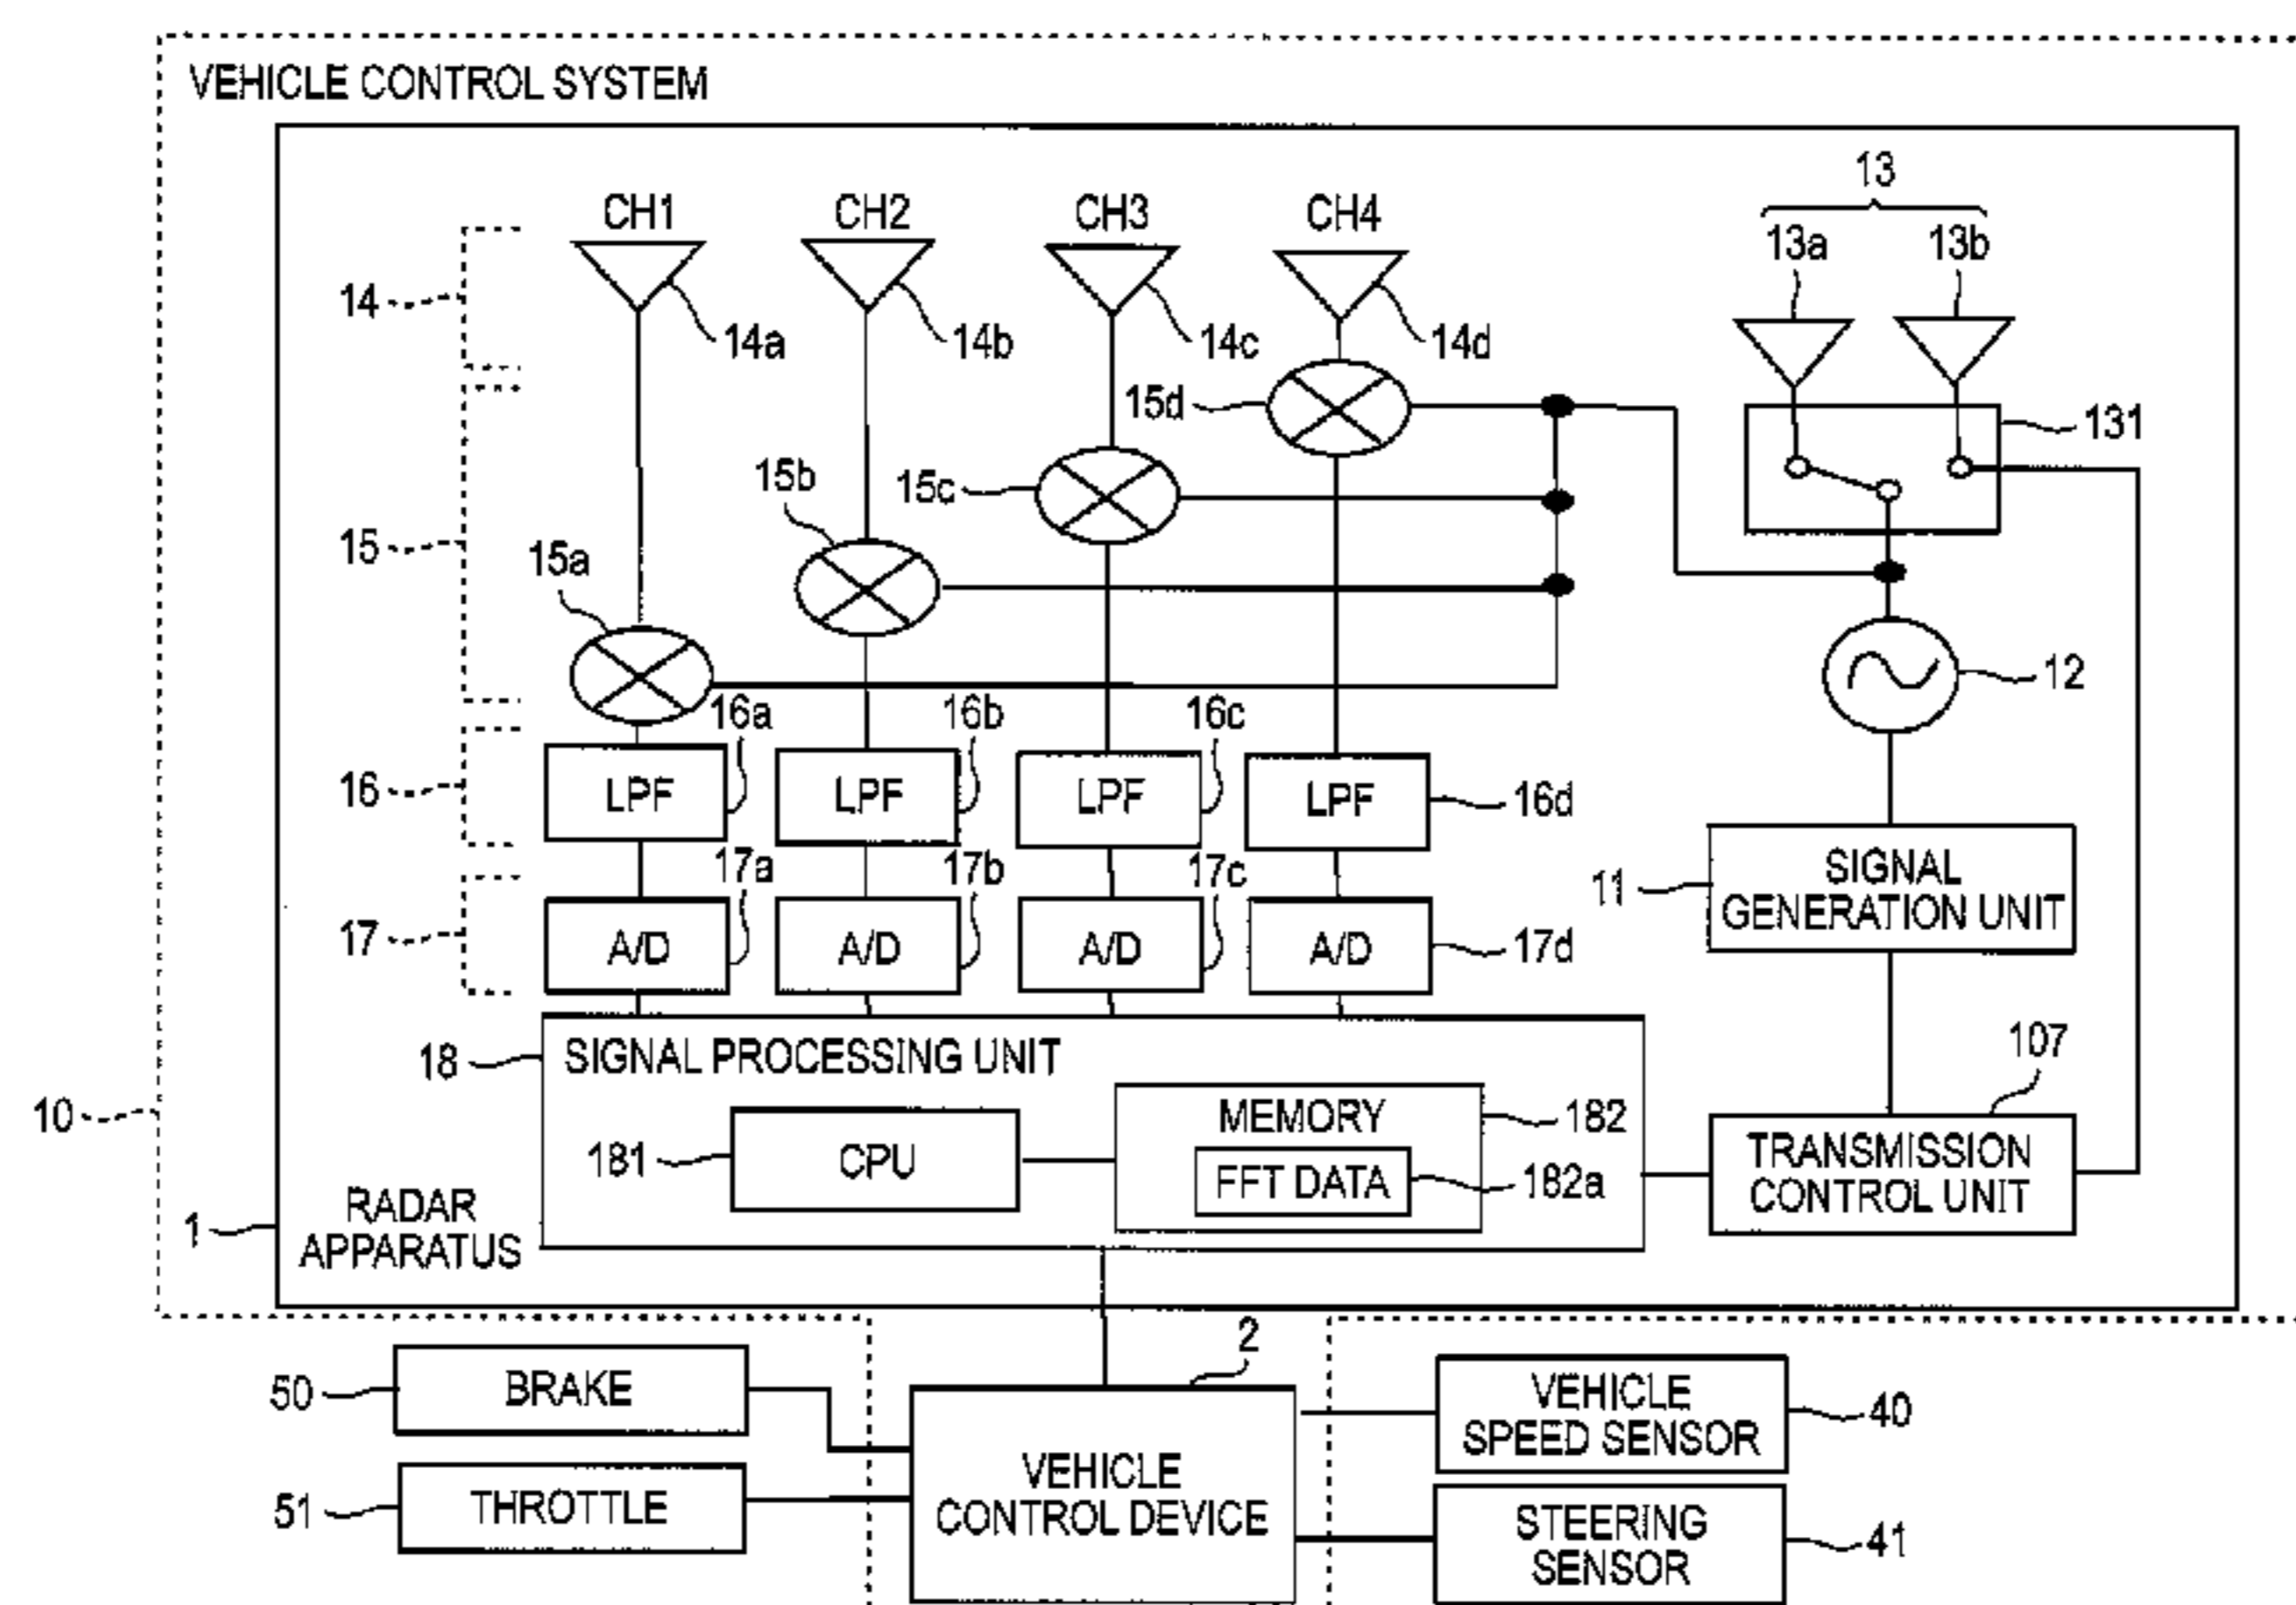 VEHICLE CONTROL SYSTEM
13
CH1 CH2 CH3 CH4
13a 13b
14
14a 14b 14c 14d
15d
131
15b 15c
15
15a
12
16a 16b 16c
16
LPF LPF LPF LPF 16d
17a 17b 17c
11
SIGNAL
GENERATION UNIT
17
A/D A/D A/D A/D 17d
107
18
SIGNAL PROCESSING UNIT
10
MEMORY
182
181
CPU
FFT DATA
182a
TRANSMISSION
CONTROL UNIT
1
RADAR
APPARATUS
2
50
BRAKE
VEHICLE
SPEED SENSOR
40
51
THROTTLE
VEHICLE
CONTROL DEVICE
STEERING
SENSOR
41